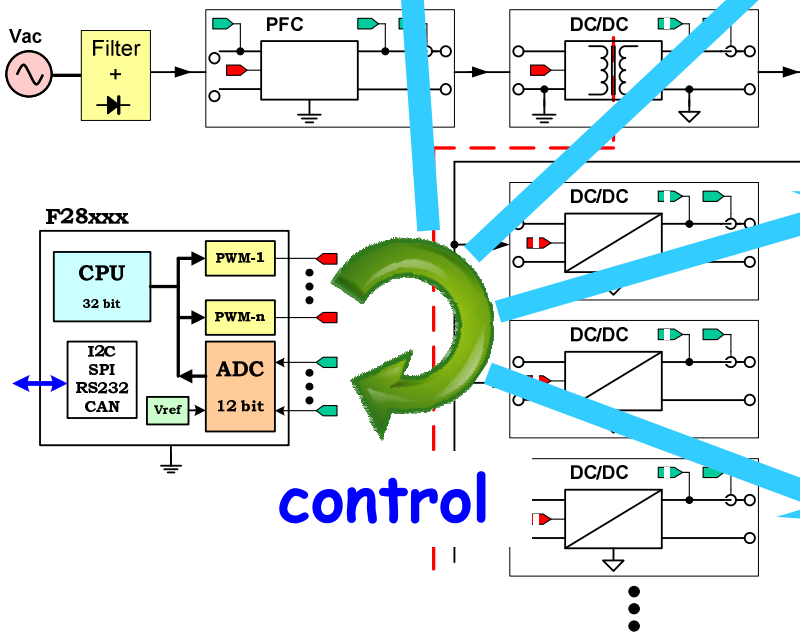 Vac
Filter
+
PFC
DC/DC
DC/DC
DC/DC
DC/DC
F28xxx
CPU
32 bit
PWM-1
PWM-n
I2C
SPI
RS232
CAN
ADC
12 bit
Vref
control